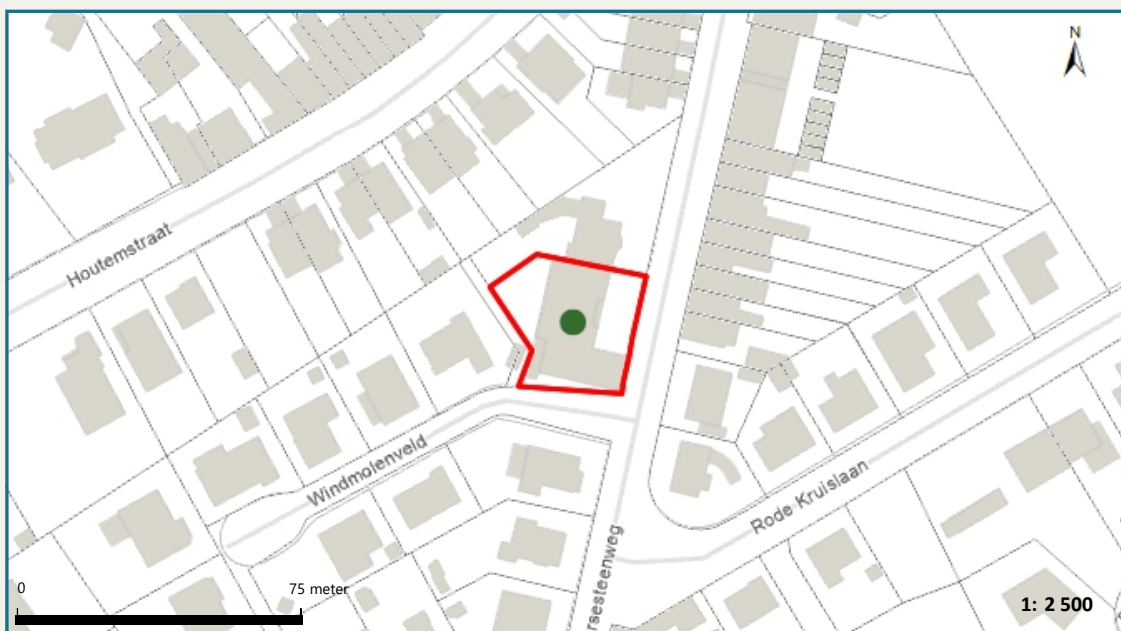 N
Houtemstraat
Windmolenveld
Rode Kruislaan
rsesteenweg
0
75 meter
1: 2 500